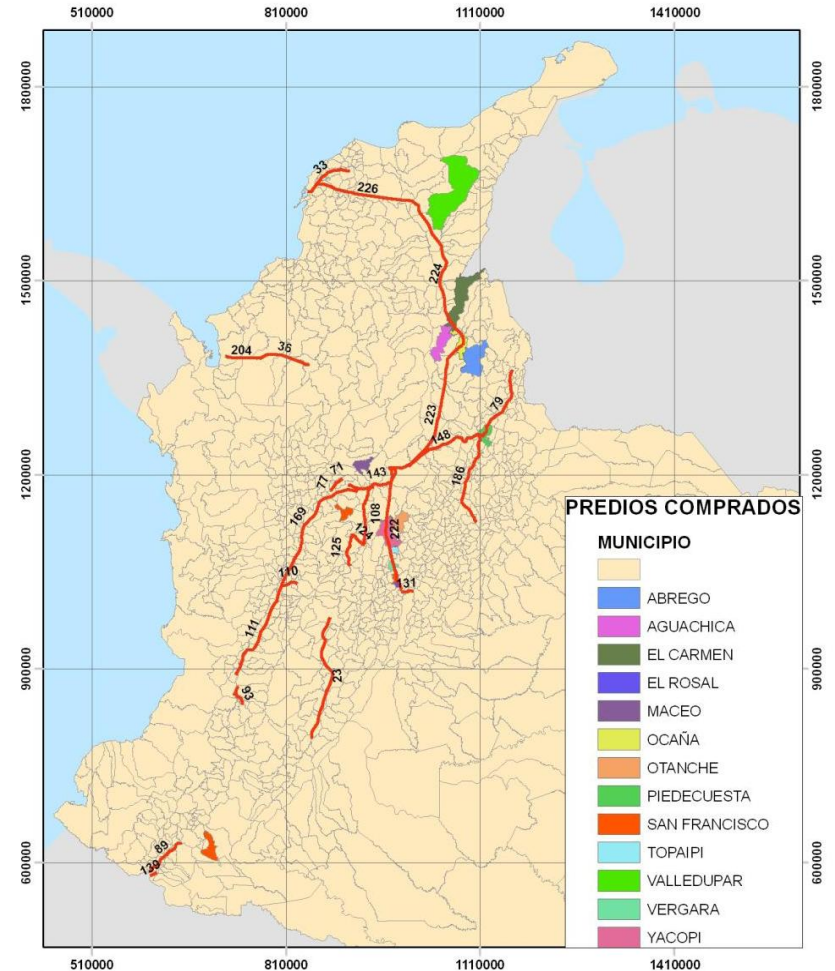 510000 810000 1110000 1410000
1800000 1800000
33
226
224
1500000 1500000
204 36
223
79
148
1200000 1200000
71
77
143
186
169
108
222
124
125
110
131
111
23
93
900000 900000
89
139
600000 600000
510000 810000 1110000
PREDIOS COMPRADOS
MUNICIPIO
ABREGO
AGUACHICA
EL CARMEN
EL ROSAL
MACEO
OCAÑA
OTANCHE
PIEDECUESTA
SAN FRANCISCO
TOPAIPI
VALLEDUPAR
VERGARA
YACOPI
1410000